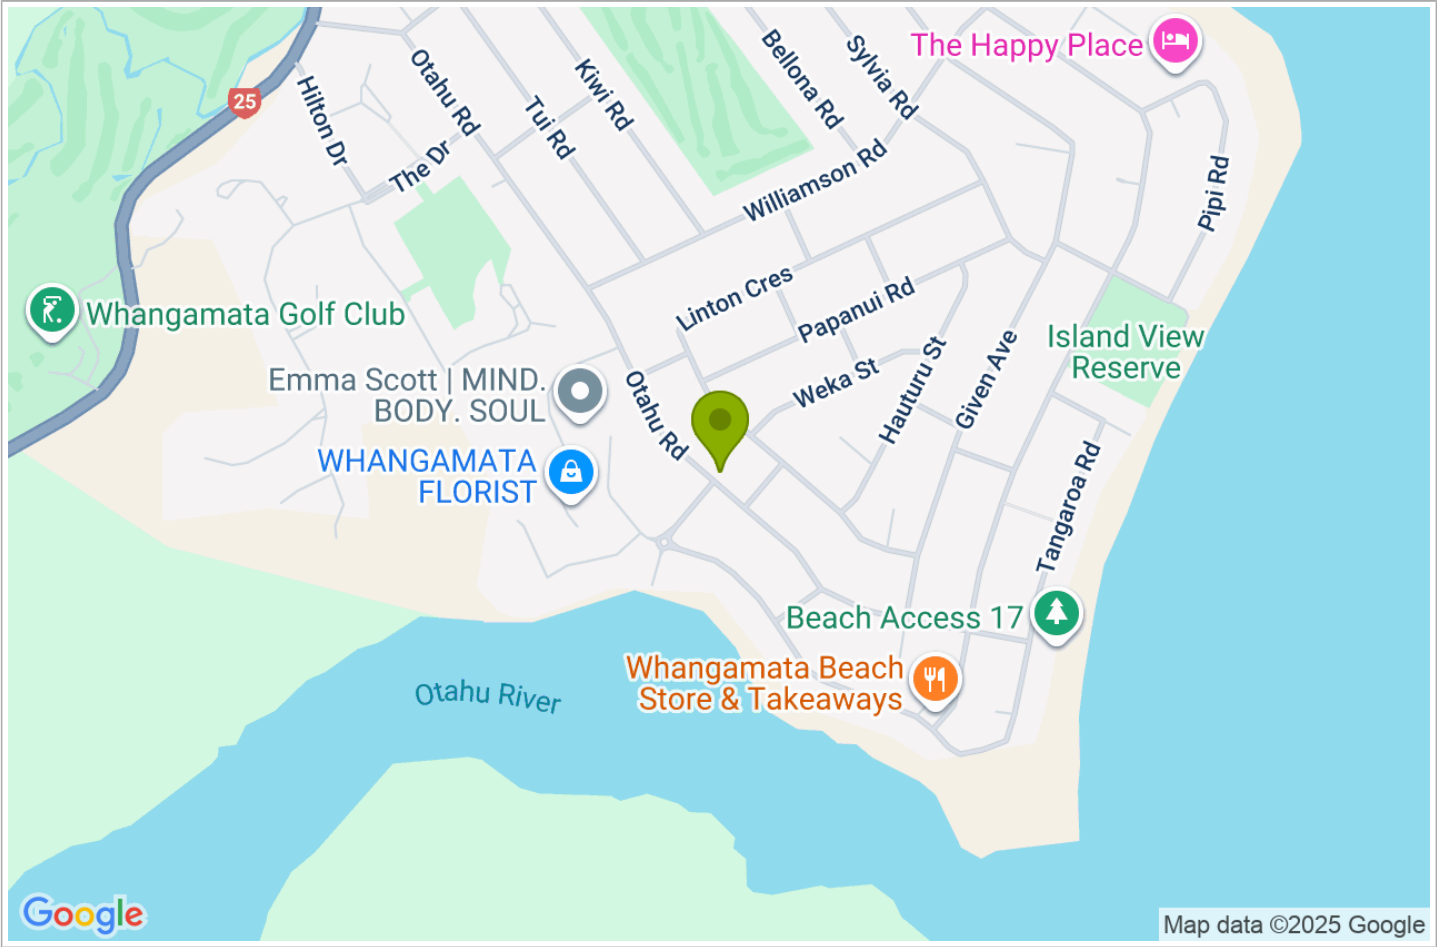 The Happy Place
Bellona Rd
Sylvia Rd
Otahu Rd
Kiwi Rd
Hilton Dr
Tui Rd
25
The Dr
Williamson Rd
Pipi Rd
Whangamata Golf Club
Linton Cres
Papanui Rd
Island View
Reserve
Emma Scott | MIND.
BODY. SOUL
Otahu Rd
Weka St
Hauturu St
Given Ave
WHANGAMATA
FLORIST
Tangaroa Rd
Beach Access 17
Whangamata Beach
Store & Takeaways
Otahu River
Google
Map data ©2025 Google